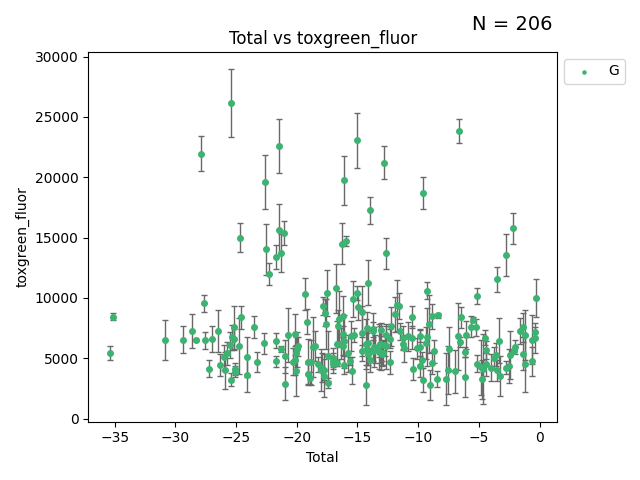 N = 206
Total vs toxgreen_fluor
G
toxgreen_fluor
30000
25000
20000
15000
10000
5000
0
−35 −30 −25 −20 −15 −10 −5 0
Total